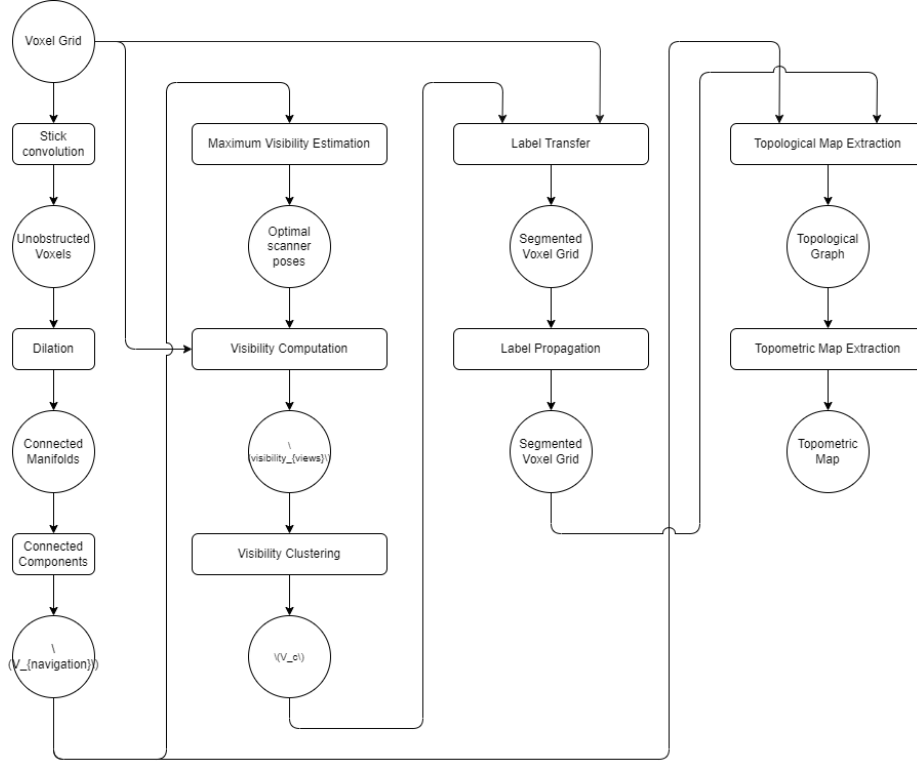 Voxel Grid
Stick
convolution
Unobstructed
Voxels
Dilation
Connected
Manifolds
Connected
Components
\
(V_{navigation}\)
Maximum Visibility Estimation
Optimal
scanner
poses
Visibility Computation
\
(visibility_{views}\)
Visibility Clustering
\(V_c\)
Label Transfer
Segmented
Voxel Grid
Label Propagation
Segmented
Voxel Grid
Topological Map Extraction
Topological
Graph
Topometric Map Extraction
Topometric
Map